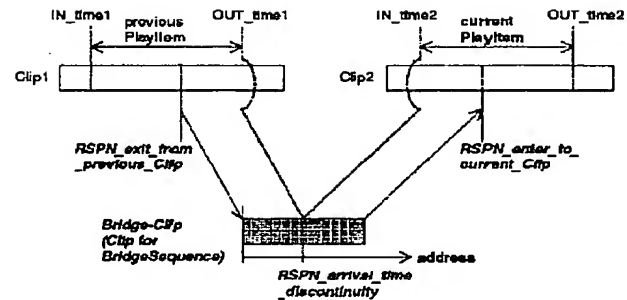 IN_time1
previous
PlayItem
OUT_time1
IN_time2
current
PlayItem
OUT_time2
Clip1
Clip2
RSPN_exit_from
_previous_Clip
RSPN_enter_to_
current_Clip
Bridge-Clip
(Clip for
BridgeSequence)
address
RSPN_arrival_time
_discontinuity